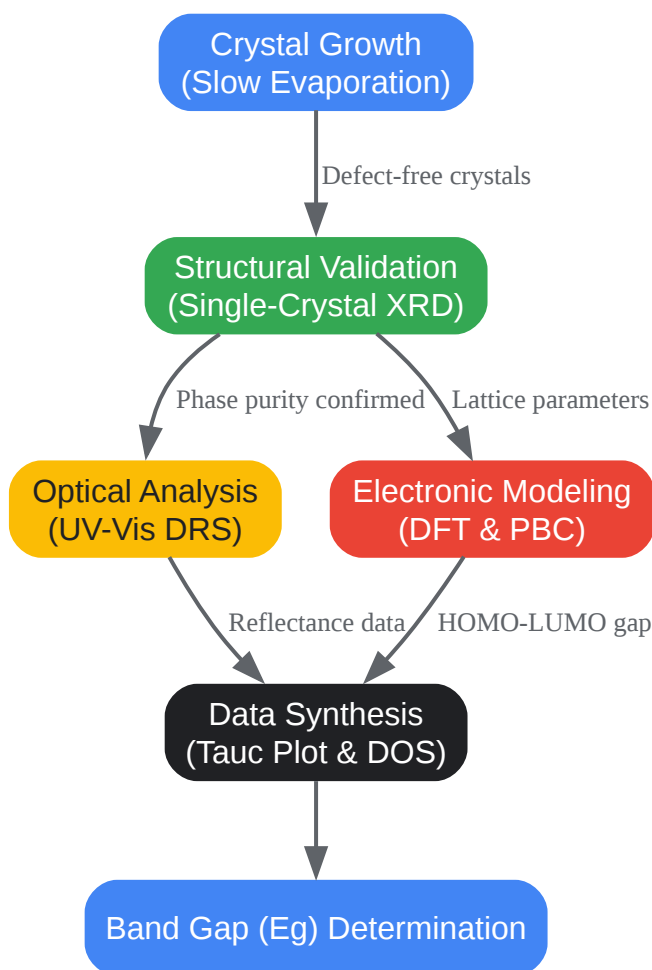 Crystal Growth
(Slow Evaporation)
Defect-free crystals
Structural Validation
(Single-Crystal XRD)
Phase purity confirmed
Lattice parameters
Optical Analysis
(UV-Vis DRS)
Electronic Modeling
(DFT & PBC)
Reflectance data
HOMO-LUMO gap
Data Synthesis
(Tauc Plot & DOS)
Band Gap (Eg) Determination